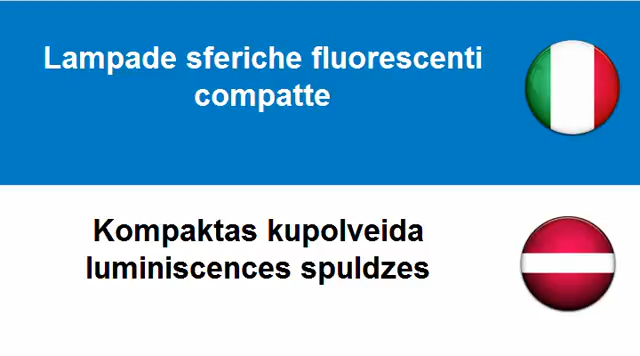 Lampade sferiche fluorescenti
compatte
Kompaktas kupolveida
luminiscences spuldzes